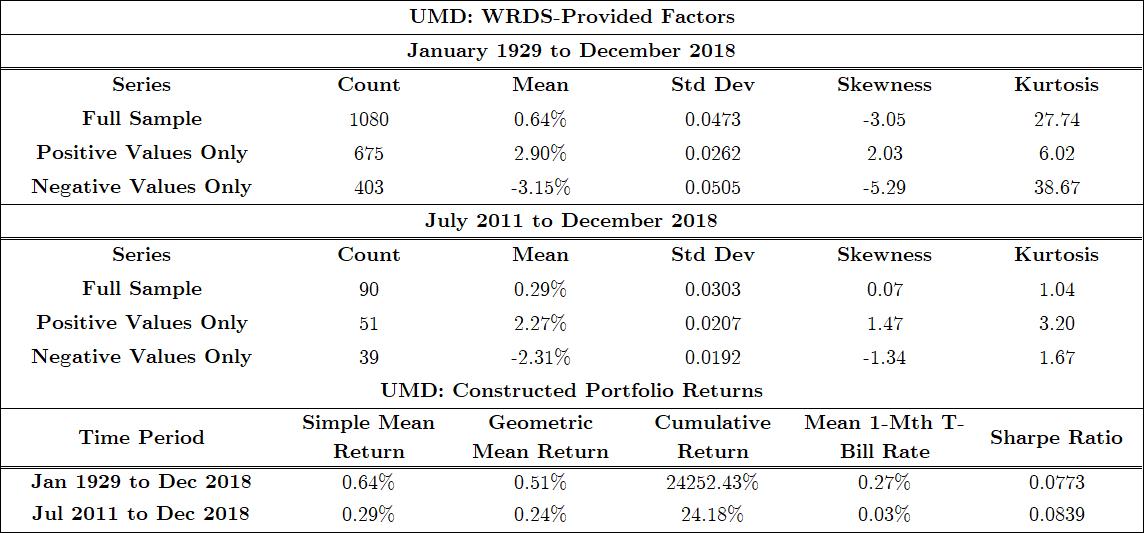 UMD: WRDS-Provided Factors
January 1929 to December 2018
Series Count Mean Std Dev Skewness Kurtosis
Full Sample 1080 0.64% 0.0473 -3.05 27.74
Positive Values Only 675 2.90% 0.0262 2.03 6.02
Negative Values Only 403 -3.15% 0.0505 -5.29 38.67
July 2011 to December 2018
Series Count Mean Std Dev Skewness Kurtosis
Full Sample 90 0.29% 0.0303 0.07 1.04
Positive Values Only 51 2.27% 0.0207 1.47 3.20
Negative Values Only 39 -2.31% 0.0192 -1.34 1.67
UMD: Constructed Portfolio Returns
Time Period Simple Mean Return Geometric Mean Return Cumulative Return Mean 1-Mth T-Bill Rate Sharpe Ratio
Jan 1929 to Dec 2018 0.64% 0.51% 24252.43% 0.27% 0.0773
Jul 2011 to Dec 2018 0.29% 0.24% 24.18% 0.03% 0.0839